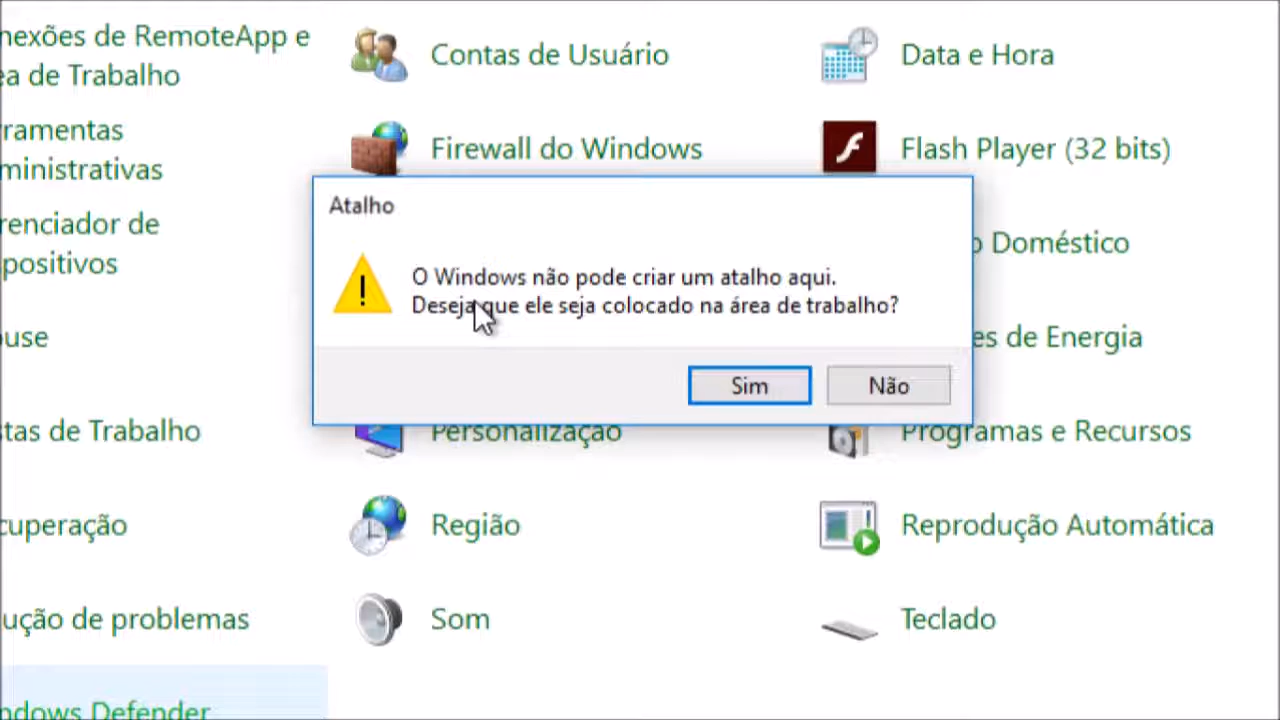 nexões de RemoteApp e
ea de Trabalho
Contas de Usuário
Data e Hora
rramentas
ministrativas
Firewall do Windows
Flash Player (32 bits)
renciador de
positivos
Atalho
O Windows não pode criar um atalho aqui.
Deseja que ele seja colocado na área de trabalho?
Sim
Não
o Doméstico
ouse
es de Energia
stas de Trabalho
Personalização
Programas e Recursos
cuperação
Região
Reprodução Automática
ução de problemas
Som
Teclado
ndows Defender